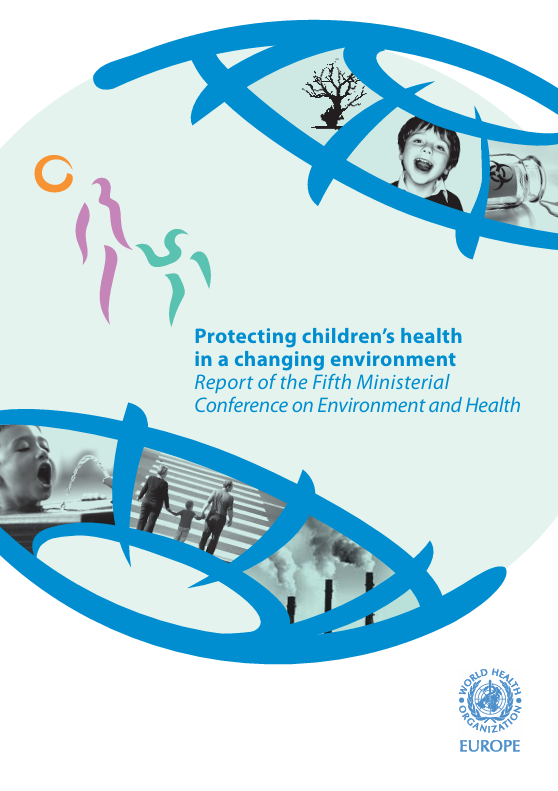 Protecting children's health
in a changing environment
Report of the Fifth Ministerial
Conference on Environment and Health
WORLD HEALTH
ORGANIZATION
EUROPE